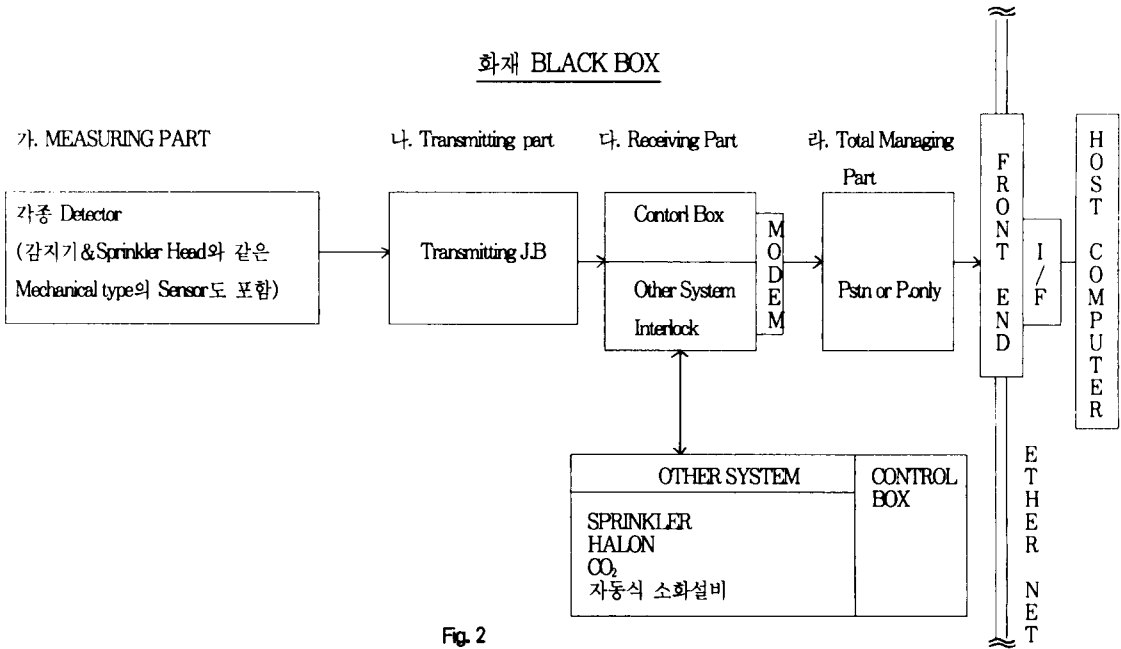 화재 BLACK BOX
가. MEASURING PART
각종 Detector
(감지기&Sprinkler Head와 같은
Mechanical type의 Sensor도 포함)
나. Transmitting part
Transmitting J.B
다. Receiving Part
Contorl Box
Other System
Interlock
MODEM
라. Total Managing
Part
Pstn or P.only
FRONT END
I/F
HOST COMPUTER
OTHER SYSTEM
CONTROL
BOX
SPRINKLER
HALON
CO₂
자동식 소화설비
ETHER NET
Fig. 2